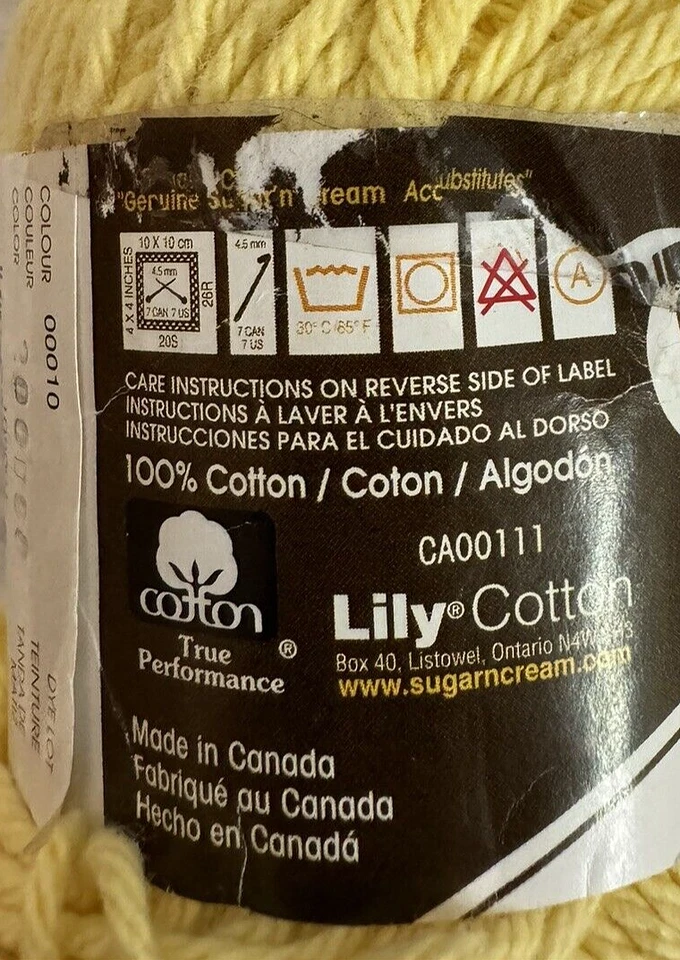 "Genuine
Cream
Substitutes"
10 X 10 cm
4 X 4 INCHES
4.5 mm
7 CAN 7 US
26R
20S
4.5 mm
7 CAN
7 US
30° C/85° F
A
CARE INSTRUCTIONS ON REVERSE SIDE OF LABEL
INSTRUCTIONS À LAVER À L'ENVERS
INSTRUCCIONES PARA EL CUIDADO AL DORSO
100% Cotton / Coton / Algodón
cotton
True ®
Performance
CA00111
Lily® Cotton
Box 40, Listowel, Ontario
www.sugarncream.com
Made in Canada
Fabriqué au Canada
Hecho en Canadá
COLOUR 00010
COULEUR
COLOR
DYE LOT
TEINTURE